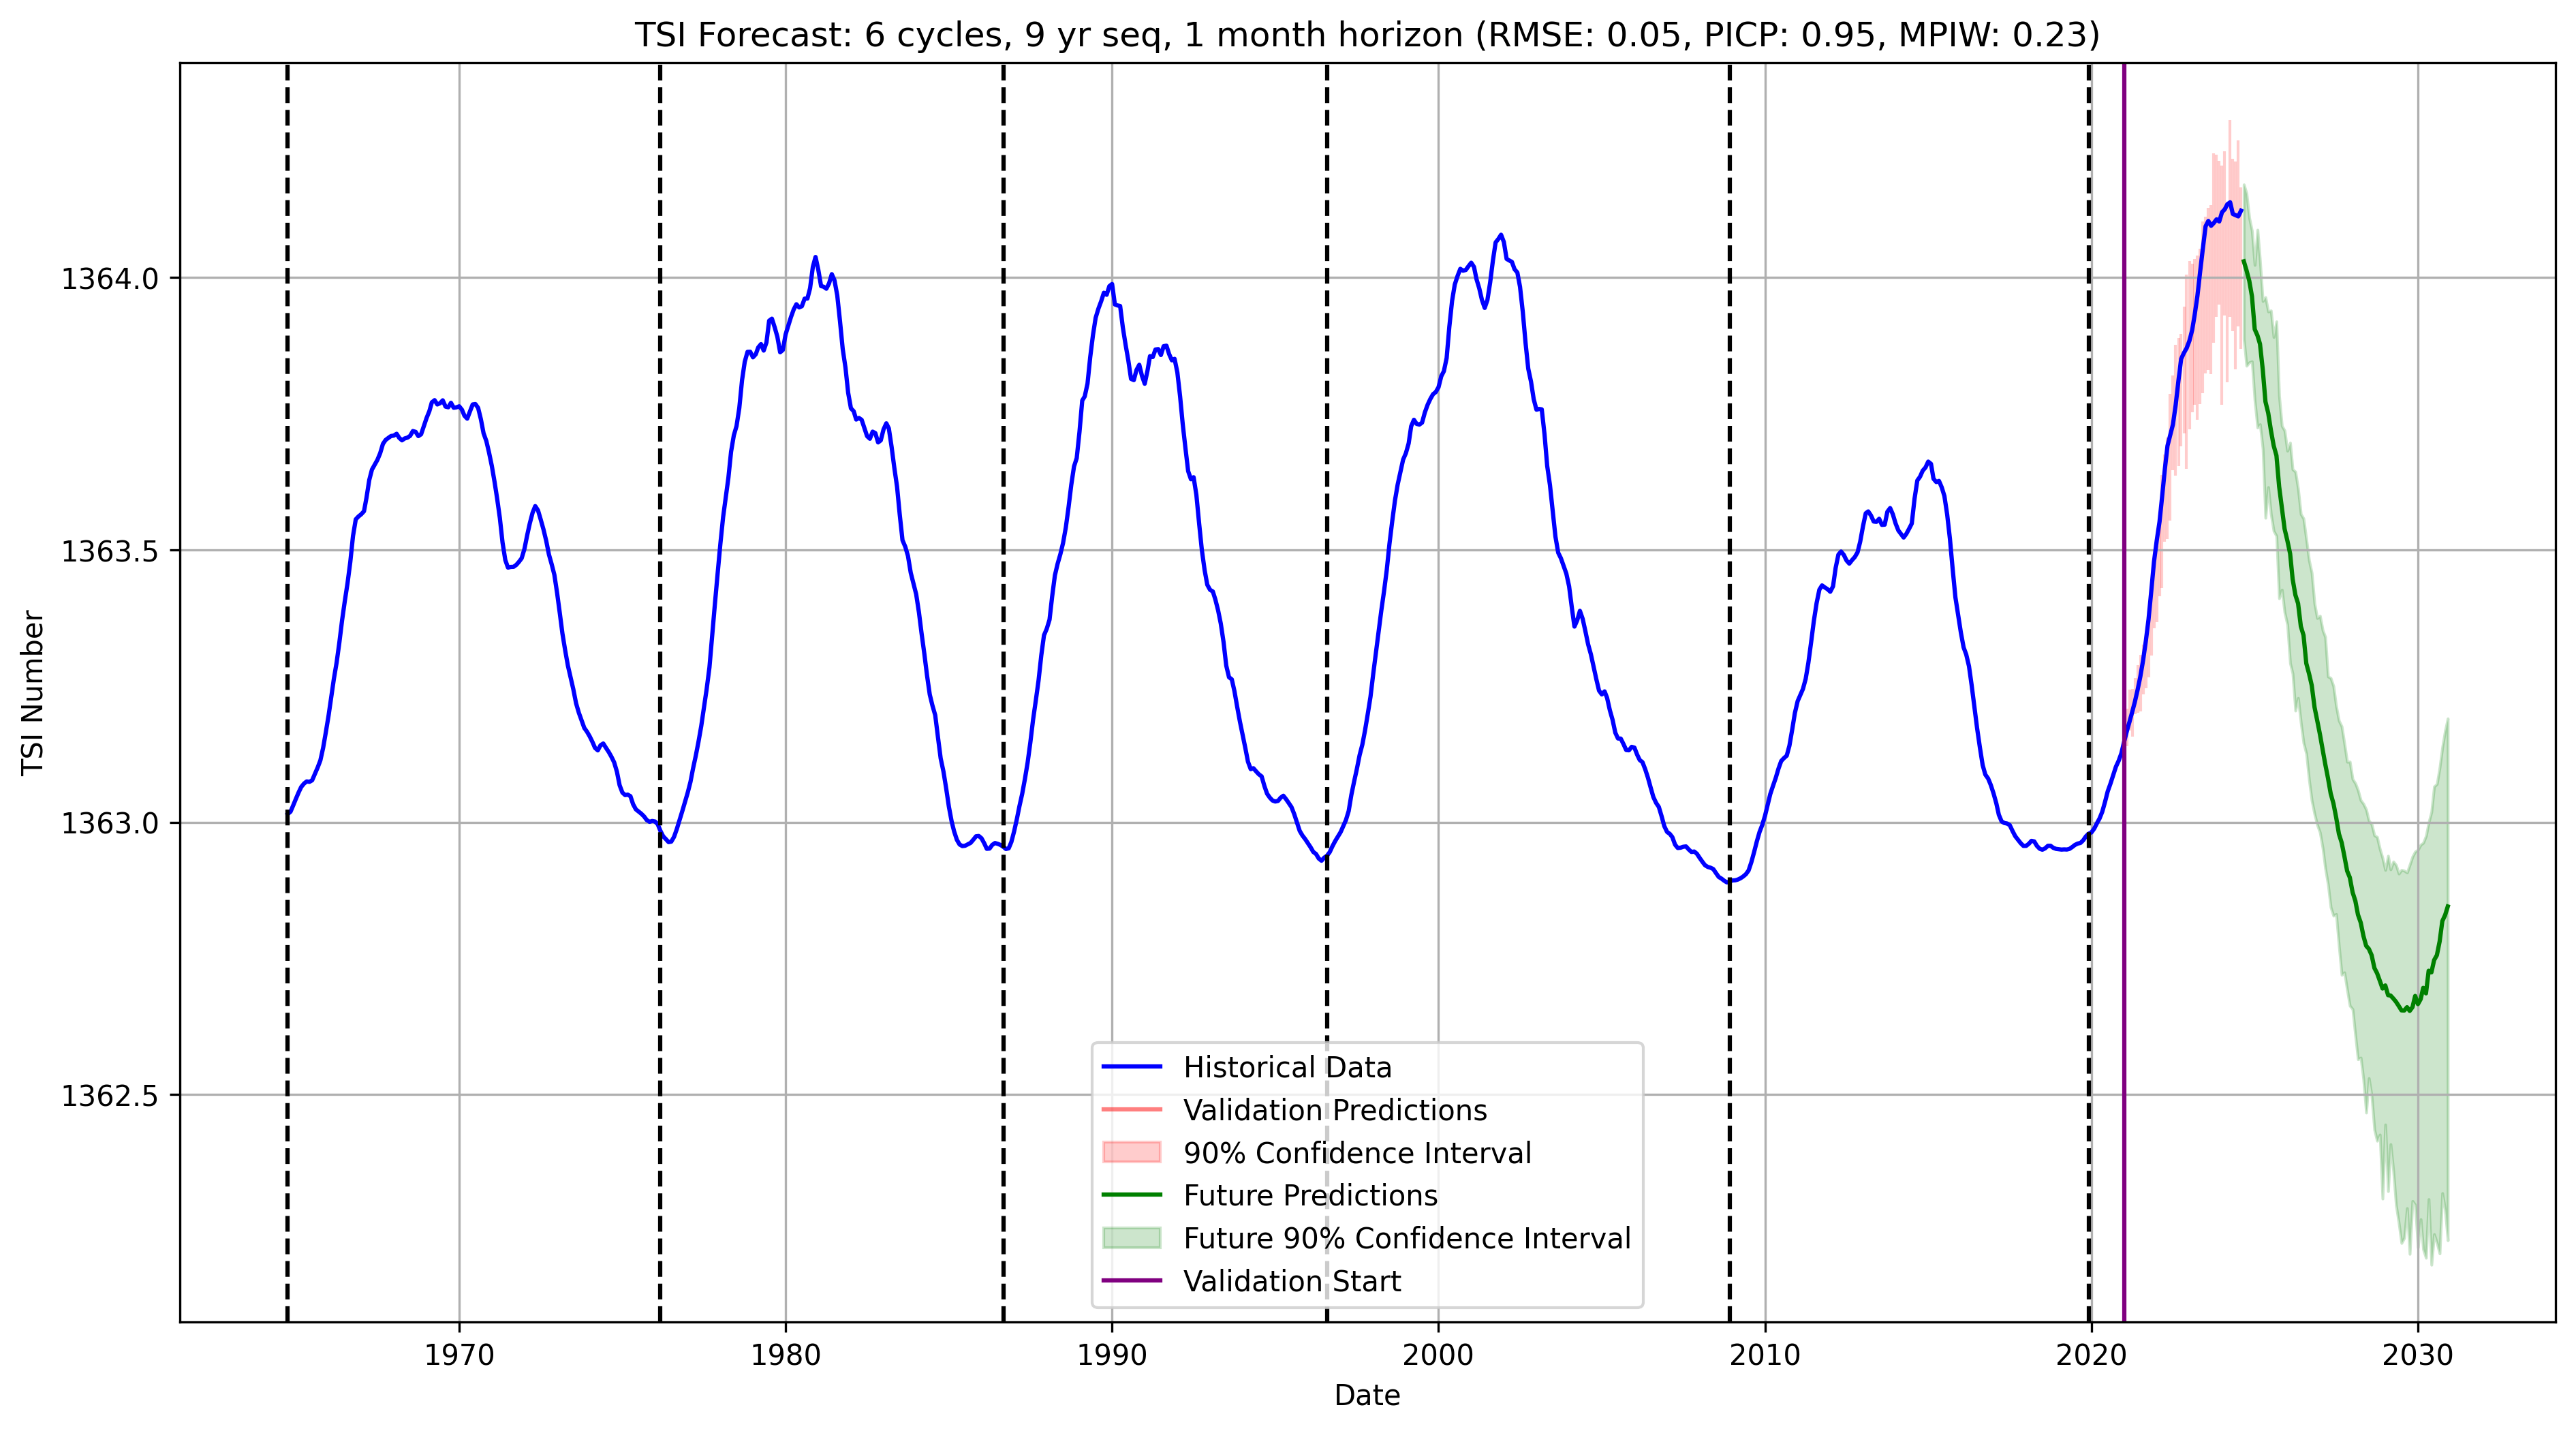 TSI Forecast: 6 cycles, 9 yr seq, 1 month horizon (RMSE: 0.05, PICP: 0.95, MPIW: 0.23)
TSI Number
1364.0
1363.5
1363.0
1362.5
Historical Data
Validation Predictions
90% Confidence Interval
Future Predictions
Future 90% Confidence Interval
Validation Start
1970 1980 1990 2000 2010 2020 2030
Date